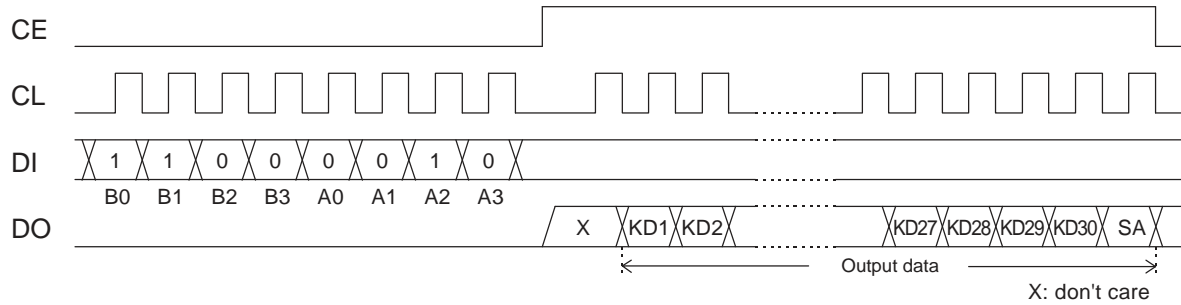 CE
CL
DI 1 1 0 0 0 0 1 0
B0 B1 B2 B3 A0 A1 A2 A3
DO X KD1 KD2 KD27 KD28 KD29 KD30 SA
Output data
X: don't care